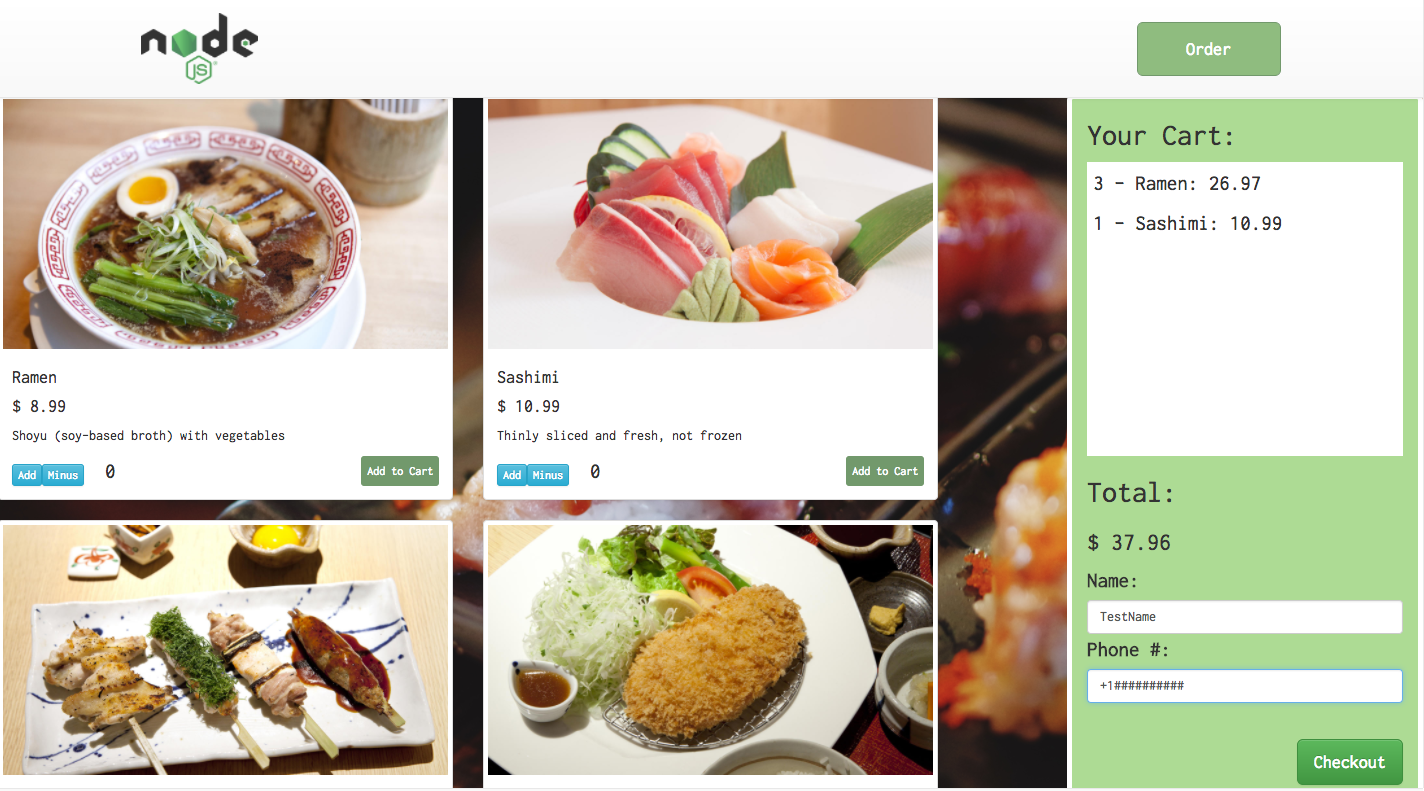 node
JS
Order
Ramen
$ 8.99
Shoyu (soy-based broth) with vegetables
Add Minus 0 Add to Cart
Sashimi
$ 10.99
Thinly sliced and fresh, not frozen
Add Minus 0 Add to Cart
Your Cart:
3 - Ramen: 26.97
1 - Sashimi: 10.99
Total:
$ 37.96
Name:
TestName
Phone #:
+1##########
Checkout